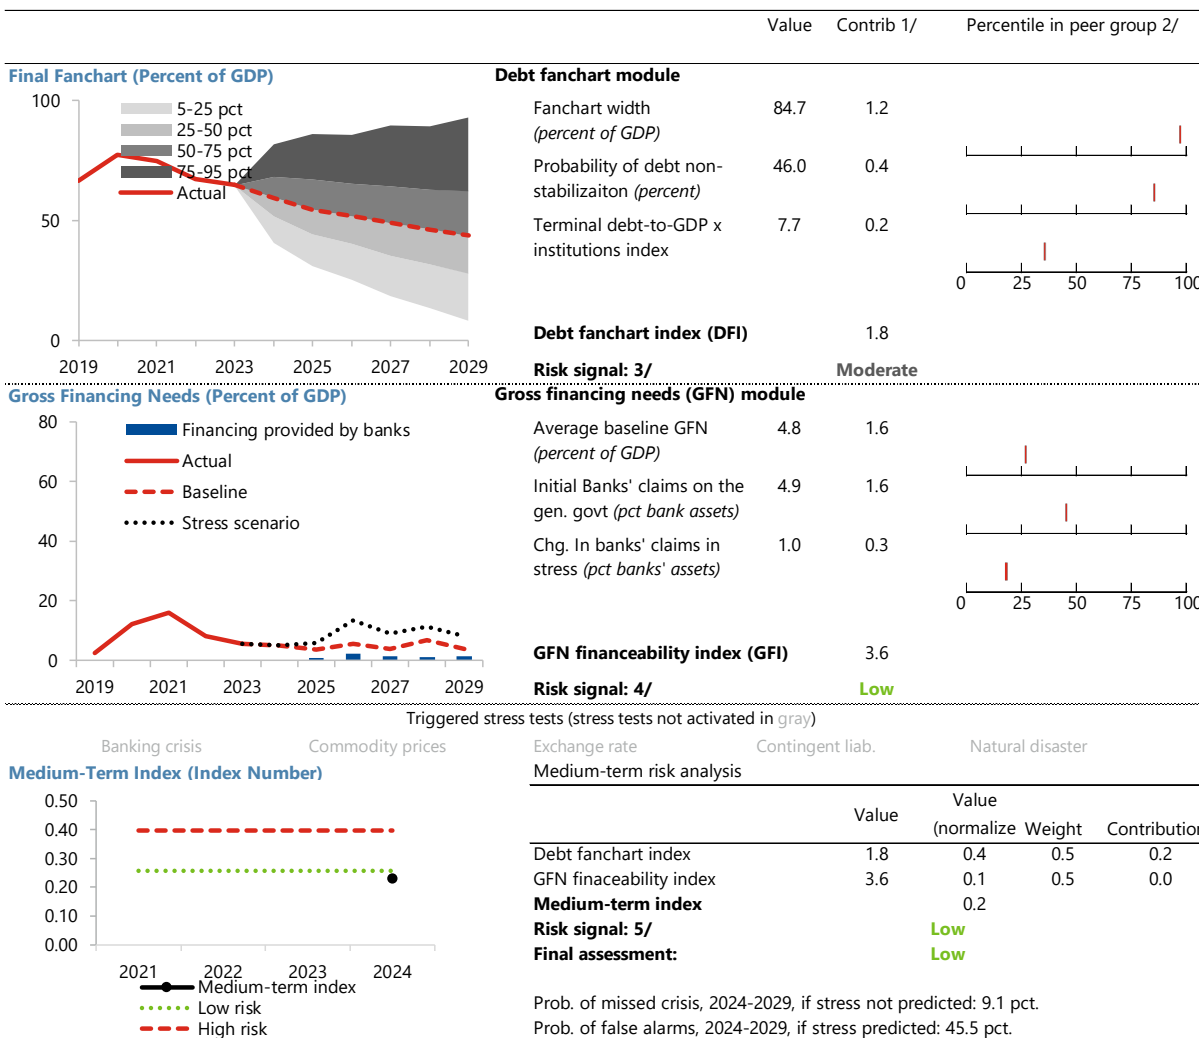 Value Contrib 1/ Percentile in peer group 2/
Final Fanchart (Percent of GDP)
100
50
0
5-25 pct
25-50 pct
50-75 pct
75-95 pct
Actual
2019 2021 2023 2025 2027 2029
Debt fanchart module
Fanchart width 84.7 1.2
(percent of GDP)
Probability of debt non- 46.0 0.4
stabilizaiton (percent)
Terminal debt-to-GDP x 7.7 0.2
institutions index
0 25 50 75 100
Debt fanchart index (DFI) 1.8
Risk signal: 3/ Moderate
Gross Financing Needs (Percent of GDP)
80
60
40
20
0
Financing provided by banks
Actual
Baseline
Stress scenario
2019 2021 2023 2025 2027 2029
Gross financing needs (GFN) module
Average baseline GFN 4.8 1.6
(percent of GDP)
Initial Banks' claims on the 4.9 1.6
gen. govt (pct bank assets)
Chg. In banks' claims in 1.0 0.3
stress (pct banks' assets)
0 25 50 75 100
GFN financeability index (GFI) 3.6
Risk signal: 4/ Low
Triggered stress tests (stress tests not activated in gray)
Banking crisis Commodity prices Exchange rate Contingent liab. Natural disaster
Medium-Term Index (Index Number)
0.50
0.40
0.30
0.20
0.10
0.00
2021 2022 2023 2024
Medium-term index
Low risk
High risk
Medium-term risk analysis
Value
Value (normalize Weight Contribution
Debt fanchart index 1.8 0.4 0.5 0.2
GFN finaceability index 3.6 0.1 0.5 0.0
Medium-term index 0.2
Risk signal: 5/ Low
Final assessment: Low
Prob. of missed crisis, 2024-2029, if stress not predicted: 9.1 pct.
Prob. of false alarms, 2024-2029, if stress predicted: 45.5 pct.